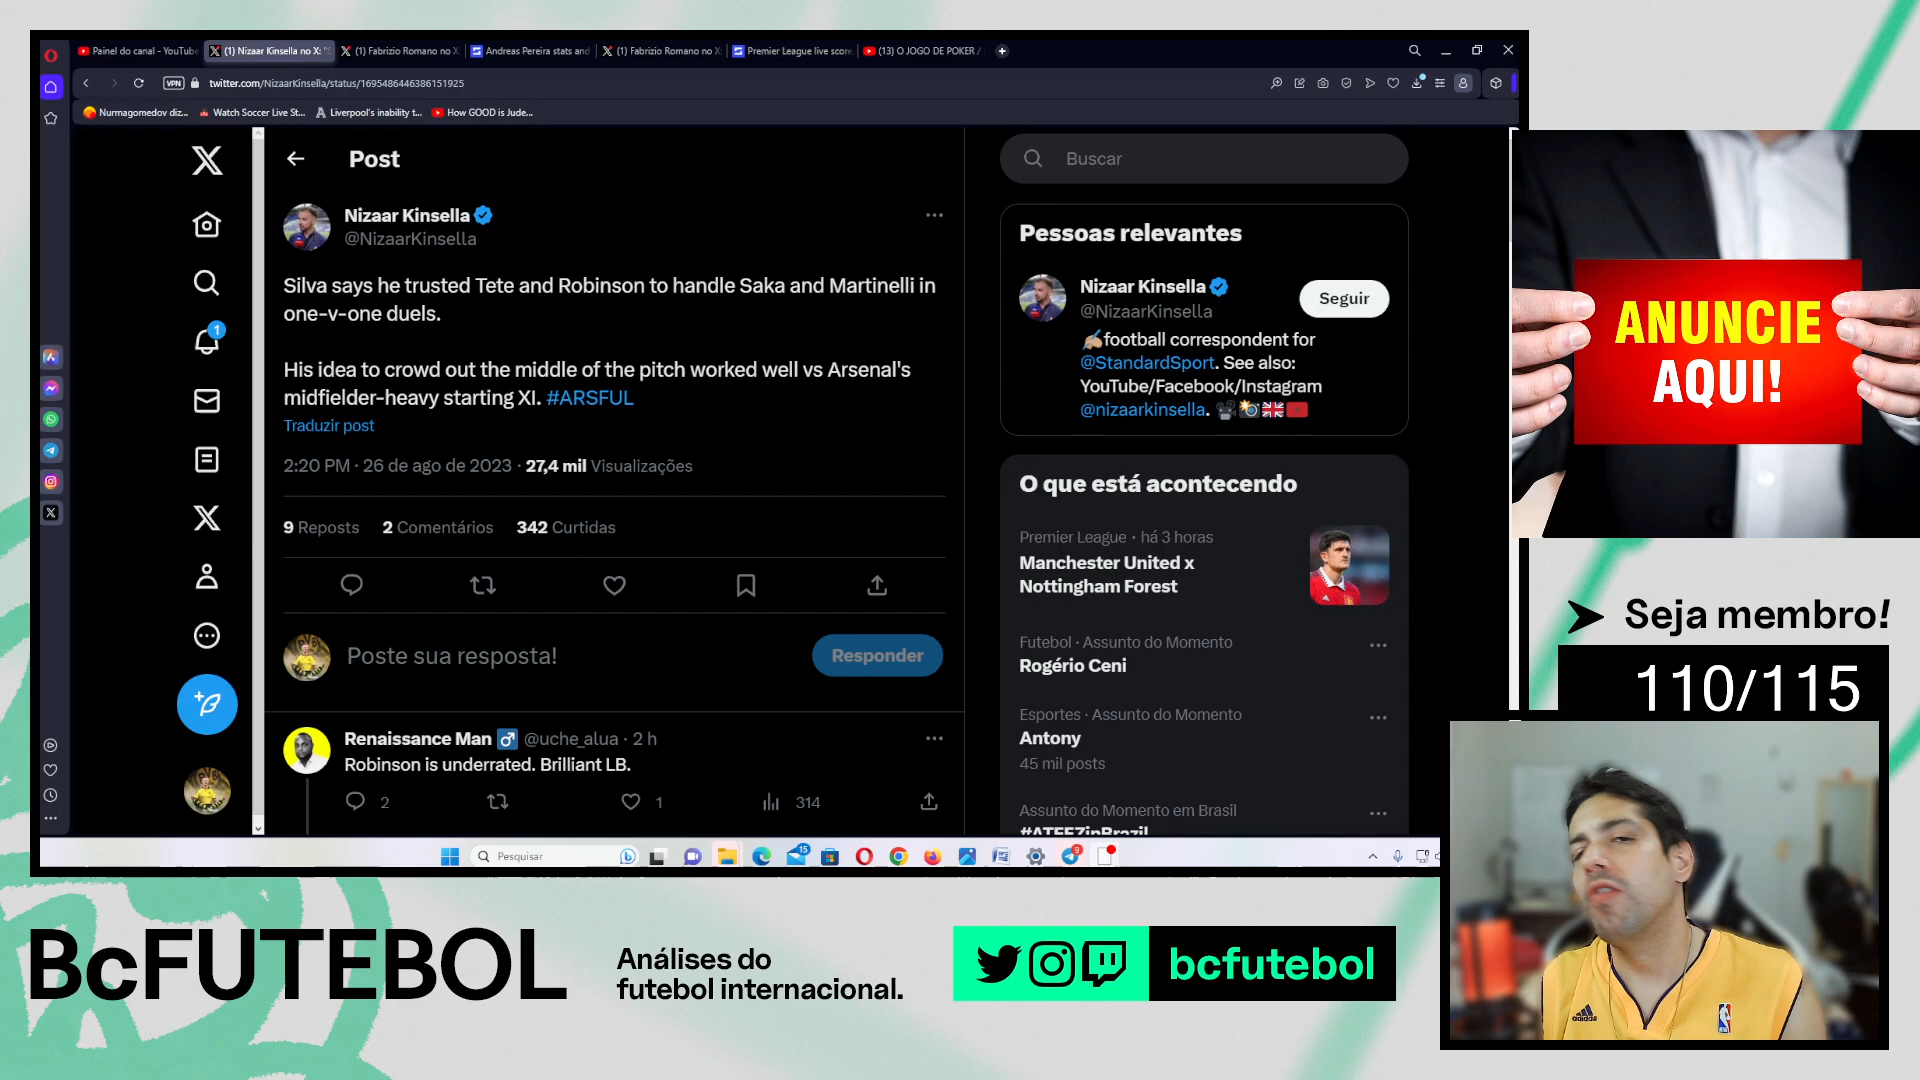 Painel do canal - YouTube
(1) Nizaar Kinsella no X: "S
(1) Fabrizio Romano no X
Andreas Pereira stats and
(1) Fabrizio Romano no X
Premier League live score
(13) O JOGO DE POKER /
VPN
twitter.com/NizaarKinsella/status/1695486446386151925
Nurmagomedov diz...
Watch Soccer Live St...
Liverpool's inability t...
How GOOD is Jude...
Post
Nizaar Kinsella
@NizaarKinsella
Silva says he trusted Tete and Robinson to handle Saka and Martinelli in
one-v-one duels.
His idea to crowd out the middle of the pitch worked well vs Arsenal's
midfielder-heavy starting XI. #ARSFUL
Traduzir post
2:20 PM · 26 de ago de 2023 · 27,4 mil Visualizações
9 Reposts 2 Comentários 342 Curtidas
Poste sua resposta!
Responder
Renaissance Man @uche_alua · 2 h
Robinson is underrated. Brilliant LB.
2 1 314
1
Buscar
Pessoas relevantes
Nizaar Kinsella
@NizaarKinsella
Seguir
football correspondent for
@StandardSport. See also:
YouTube/Facebook/Instagram
@nizaarkinsella.
O que está acontecendo
Premier League · há 3 horas
Manchester United x
Nottingham Forest
Futebol · Assunto do Momento
Rogério Ceni
Esportes · Assunto do Momento
Antony
45 mil posts
Assunto do Momento em Brasil
#ATEEZinBrazil
Pesquisar
15
9
ANUNCIE
AQUI!
Seja membro!
110/115
BcFUTEBOL
Análises do
futebol internacional.
bcfutebol
adidas
NBA